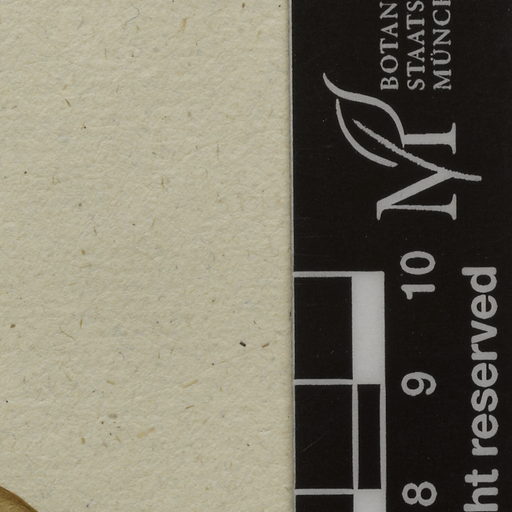 BOTAN
STAATS
MÜNCH
M
10
9
8
ht reserved